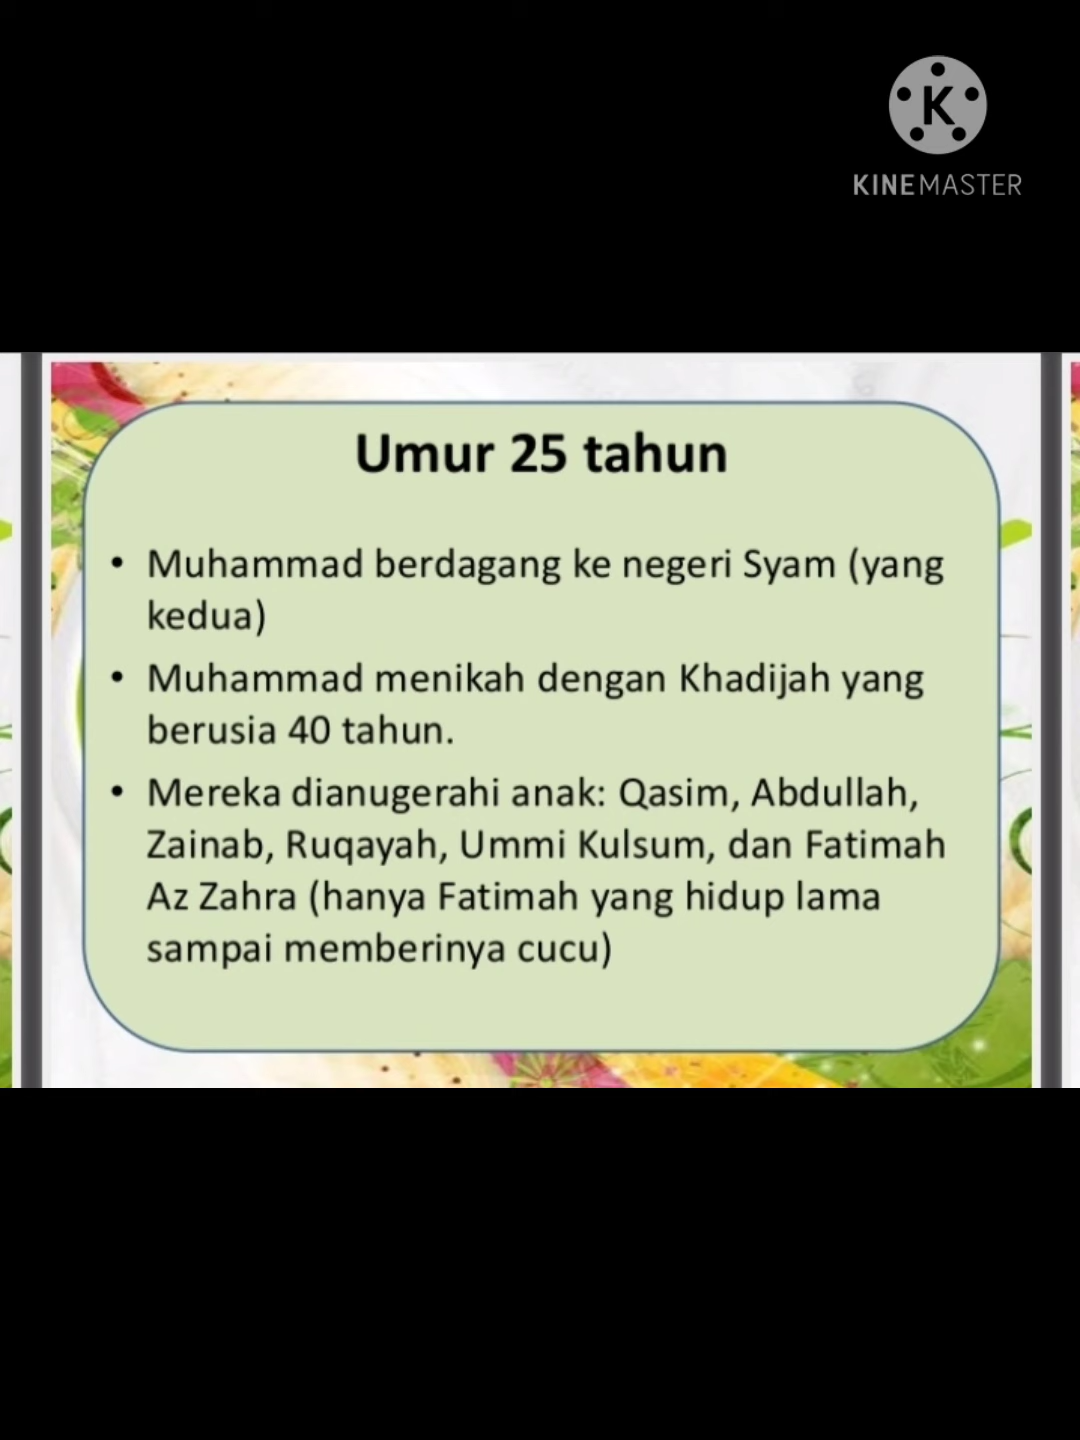 KINEMASTER
Umur 25 tahun
• Muhammad berdagang ke negeri Syam (yang
kedua)
• Muhammad menikah dengan Khadijah yang
berusia 40 tahun.
• Mereka dianugerahi anak: Qasim, Abdullah,
Zainab, Ruqayah, Ummi Kulsum, dan Fatimah
Az Zahra (hanya Fatimah yang hidup lama
sampai memberinya cucu)